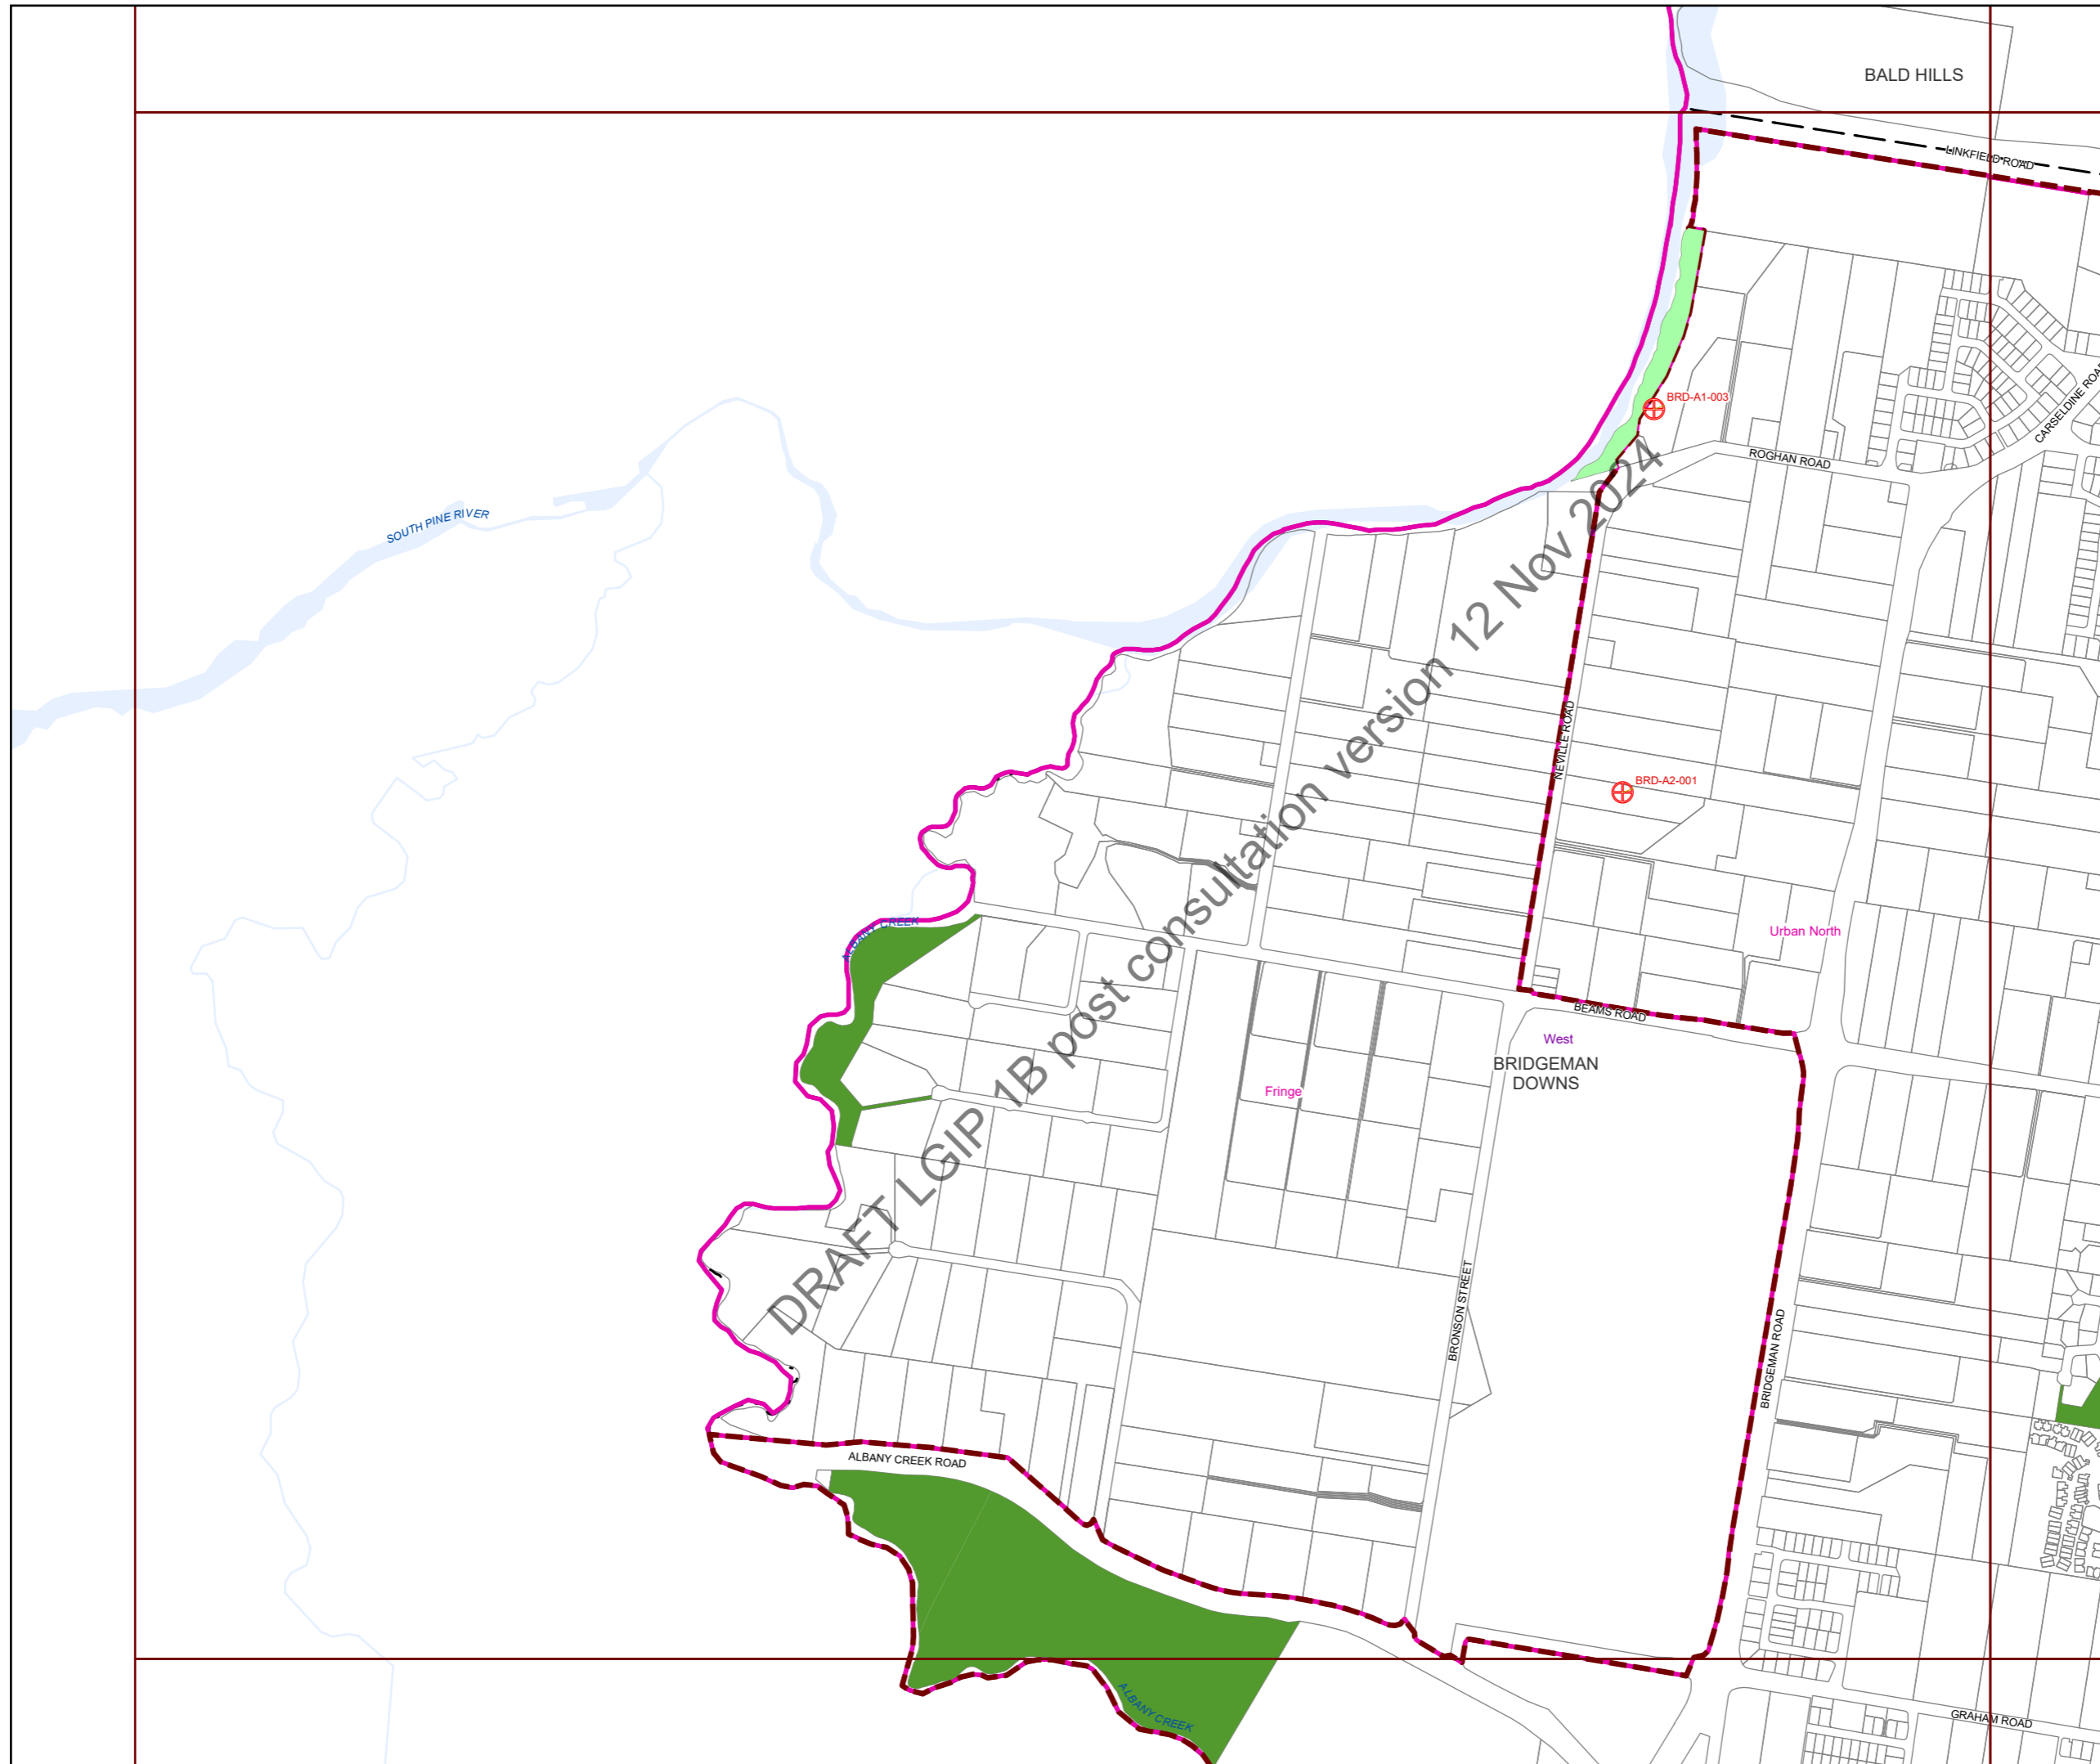 BALD HILLS
LINKFIELD ROAD
BRD-A1-003
CARSELDINE ROAD
ROGHAN ROAD
SOUTH PINE RIVER
NEVILLE ROAD
BRD-A2-001
ALBANY CREEK
Urban North
BEAMS ROAD
West
BRIDGEMAN
DOWNS
Fringe
DRAFT LGIP 1B post consultation version 12 Nov 2024
BRONSON STREET
BRIDGEMAN ROAD
ALBANY CREEK ROAD
ALBANY CREEK
GRAHAM ROAD